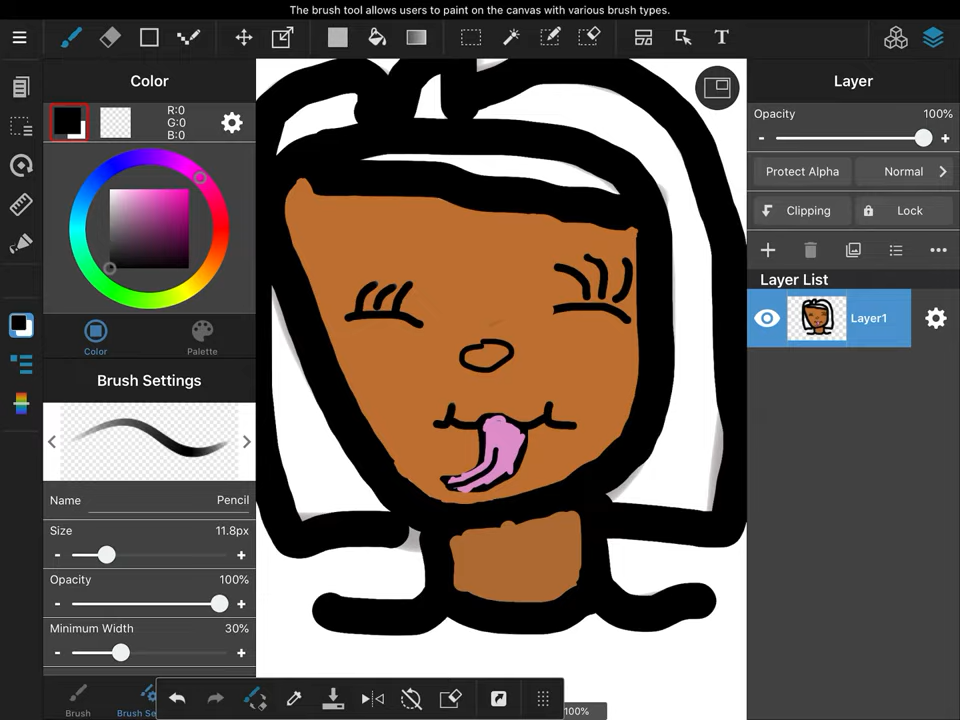 The brush tool allows users to paint on the canvas with various brush types.
T
Color
R:0
G:0
B:0
Color
Palette
Brush Settings
Name Pencil
Size 11.8px
- +
Opacity 100%
- +
Minimum Width 30%
- +
Brush
Brush Se
100%
Layer
Opacity 100%
- +
Protect Alpha
Normal
Clipping
Lock
Layer List
Layer1